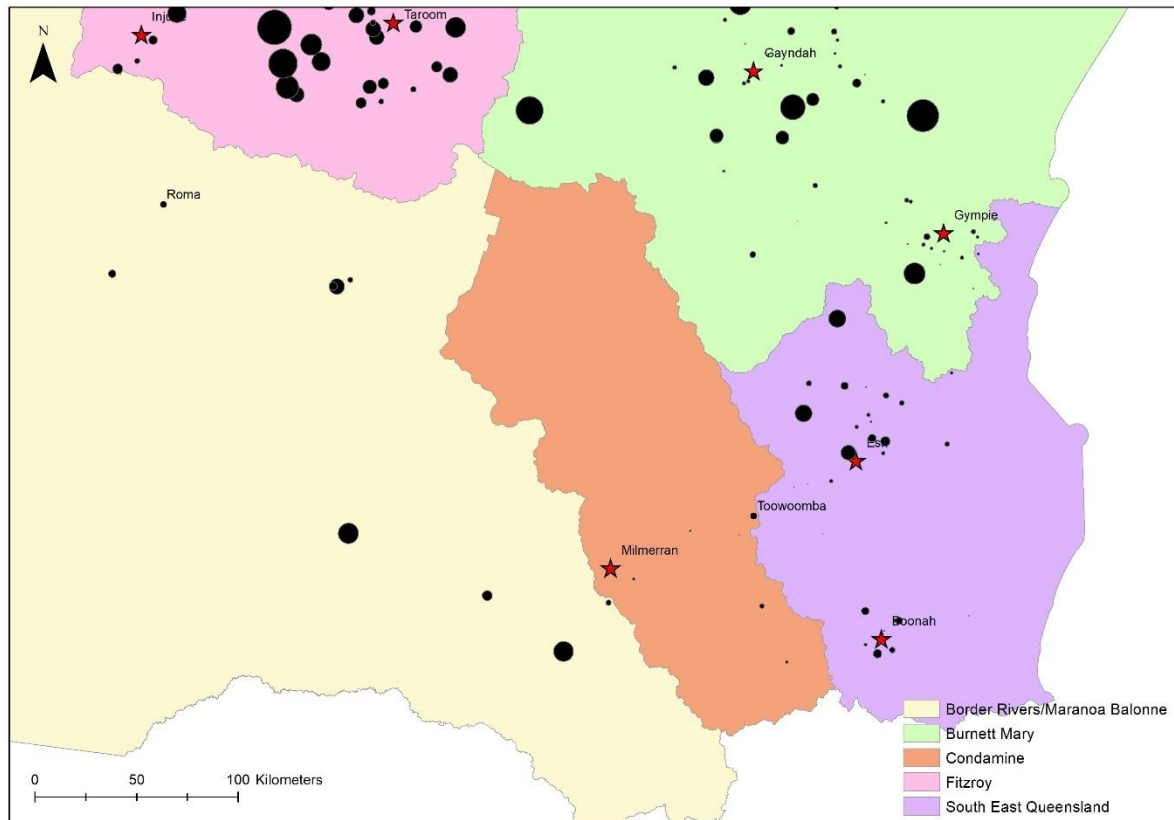 Taroom
N
Gayndah
Roma
Gympie
Toowoomba
Milmerran
Boonah
Border Rivers/Maranoa Balonne
Burnett Mary
Condamine
Fitzroy
South East Queensland
0 50 100 Kilometers